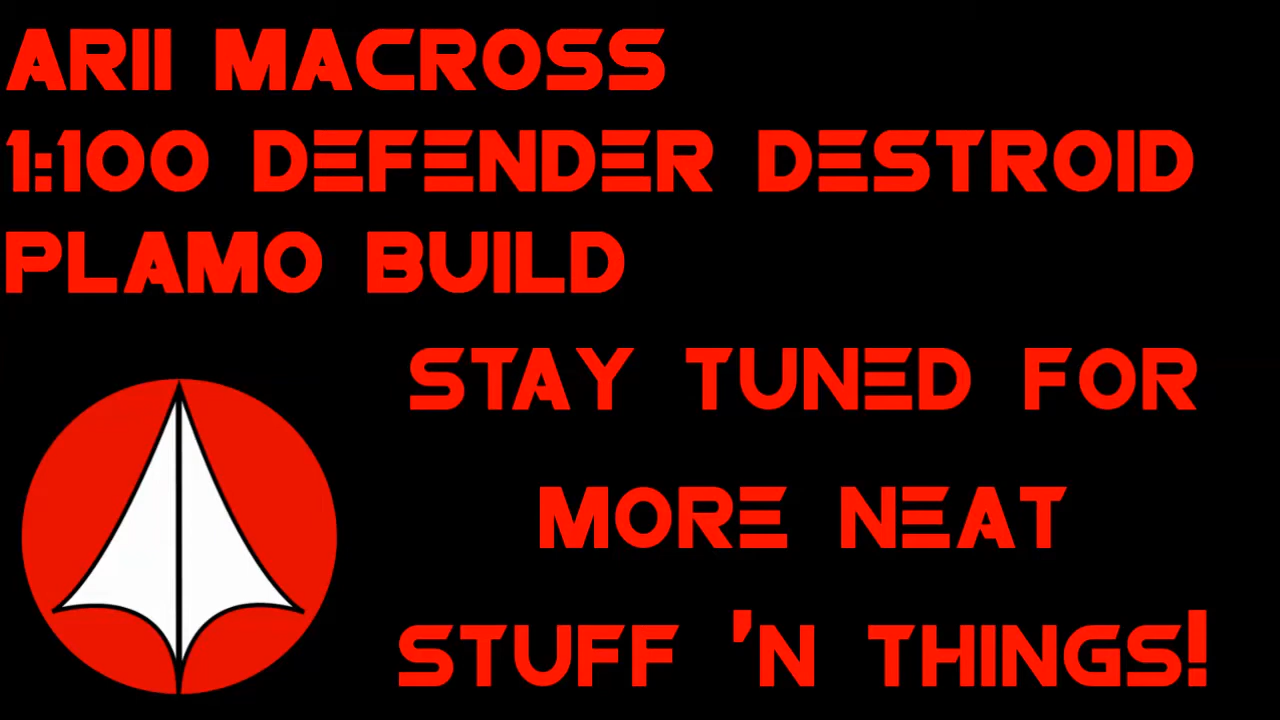 ARII MACROSS
1:100 DEFENDER DESTROID
PLAMO BUILD
STAY TUNED FOR
MORE NEAT
STUFF 'N THINGS!